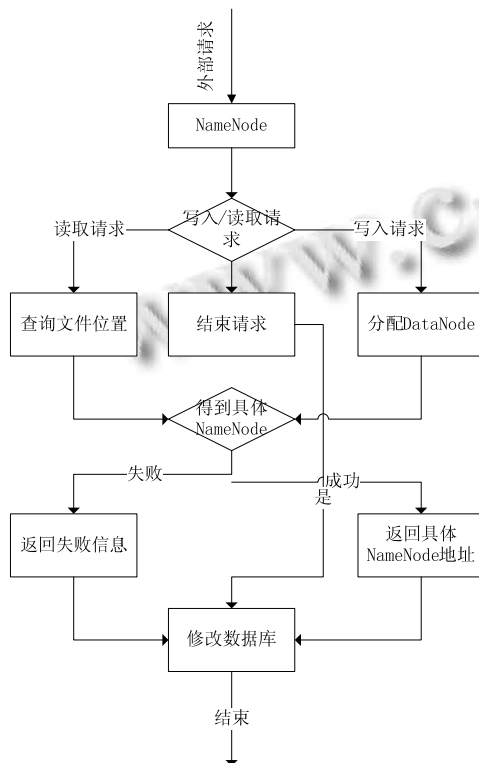 外部请求
NameNode
写入/读取请
求
读取请求
写入请求
查询文件位置
结束请求
分配DataNode
得到具体
NameNode
失败
成功
是
返回失败信息
返回具体
NameNode地址
修改数据库
结束
www.c